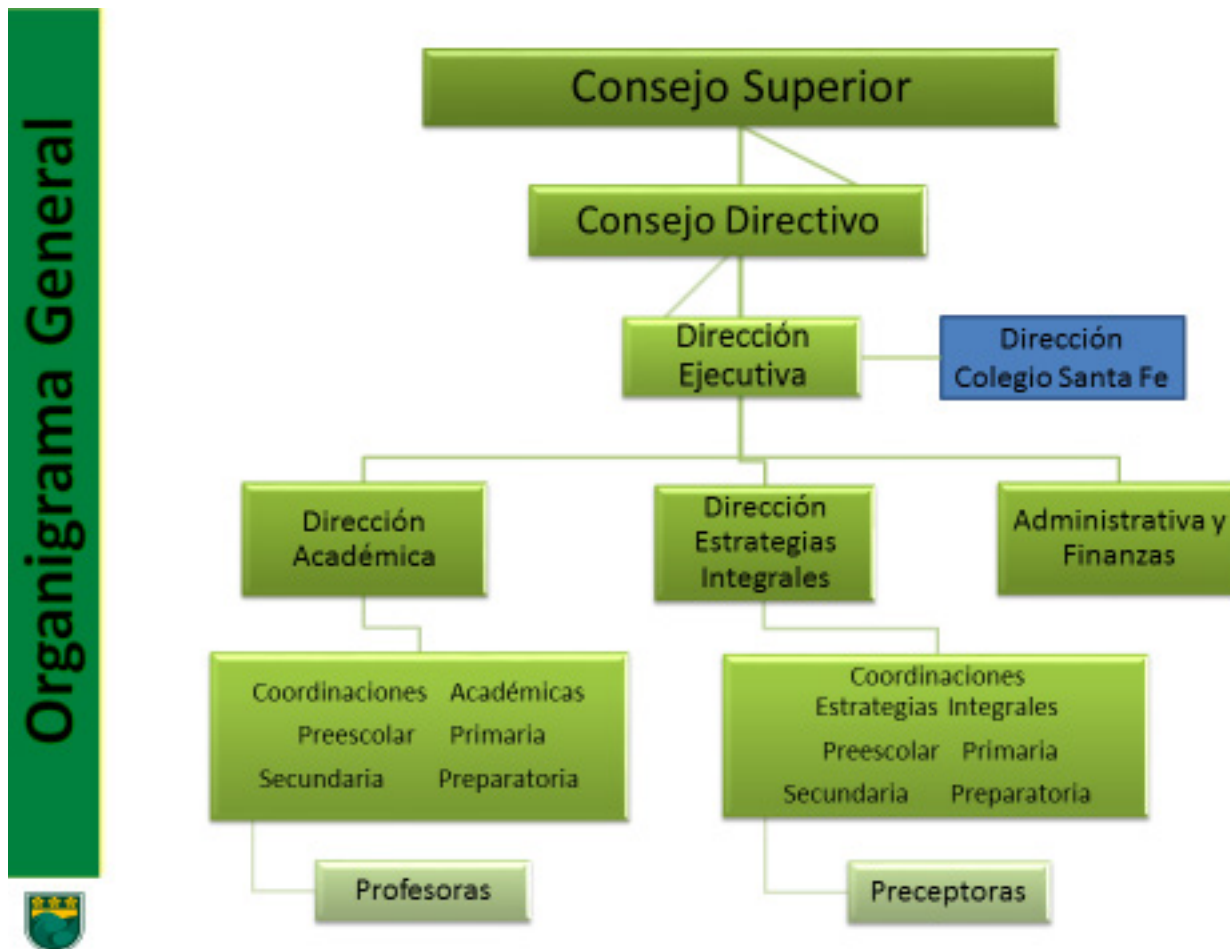 Organigrama General
Consejo Superior
Consejo Directivo
Dirección
Ejecutiva
Dirección
Colegio Santa Fe
Dirección
Académica
Dirección
Estrategias
Integrales
Administrativa y
Finanzas
Coordinaciones Académicas
Preescolar Primaria
Secundaria Preparatoria
Coordinaciones
Estrategias Integrales
Preescolar Primaria
Secundaria Preparatoria
Profesoras
Preceptoras